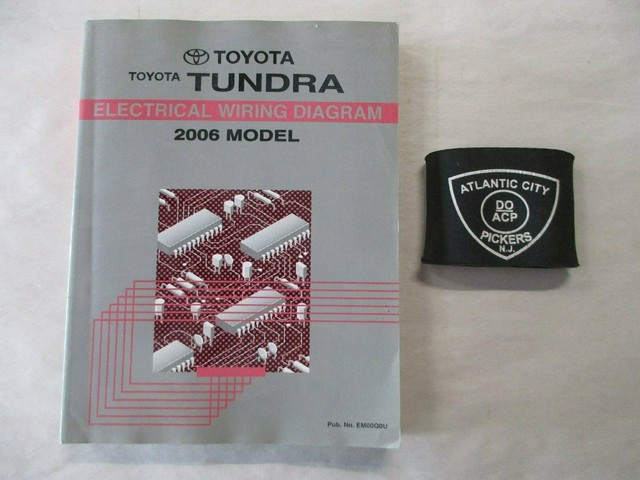 TOYOTA
TOYOTA TUNDRA
ELECTRICAL WIRING DIAGRAM
2006 MODEL
Pub. No. EM00Q0U
ATLANTIC CITY
DO
ACP
PICKERS
N.J.